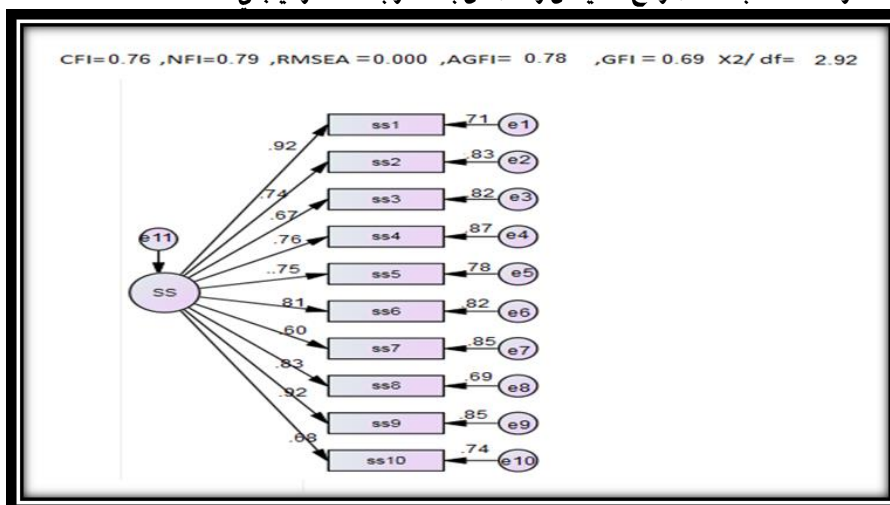 CFI=0.76 ,NFI=0.79 ,RMSEA =0.000 ,AGFI= 0.78 ,GFI = 0.69 X2/ df= 2.92
.92 ss1 .71 e1
.74 ss2 .83 e2
.67 ss3 .82 e3
e11 .76 ss4 .87 e4
SS ..75 ss5 .78 e5
.81 ss6 .82 e6
.60 ss7 .85 e7
.83 ss8 .69 e8
.92 ss9 .85 e9
.68 ss10 .74 e10